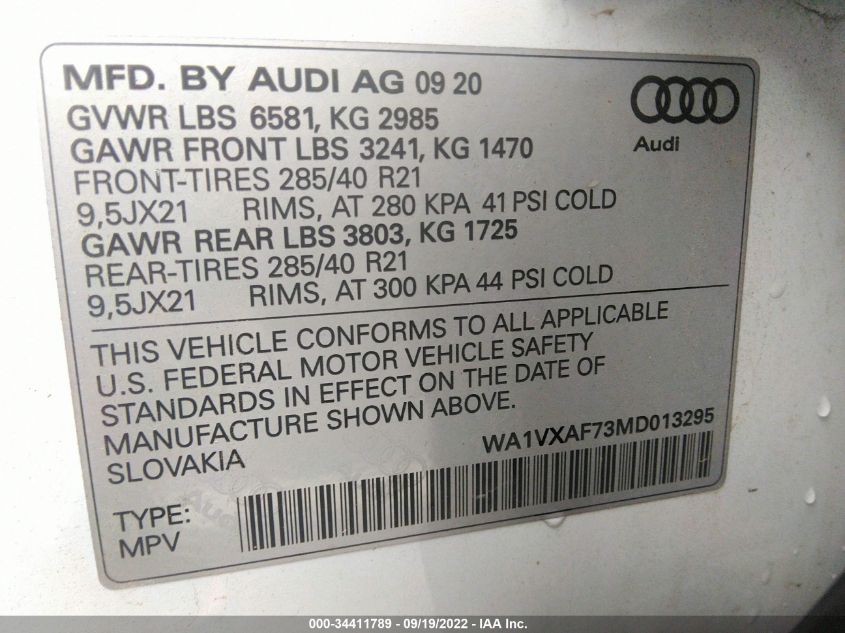 MFD. BY AUDI AG 09 20
GVWR LBS 6581, KG 2985
GAWR FRONT LBS 3241, KG 1470
FRONT-TIRES 285/40 R21
9,5JX21 RIMS, AT 280 KPA 41 PSI COLD
GAWR REAR LBS 3803, KG 1725
REAR-TIRES 285/40 R21
9,5JX21 RIMS, AT 300 KPA 44 PSI COLD
Audi
THIS VEHICLE CONFORMS TO ALL APPLICABLE
U.S. FEDERAL MOTOR VEHICLE SAFETY
STANDARDS IN EFFECT ON THE DATE OF
MANUFACTURE SHOWN ABOVE.
SLOVAKIA
WA1VXAF73MD013295
TYPE:
MPV
Audi
000-34411789 - 09/19/2022 - IAA Inc.